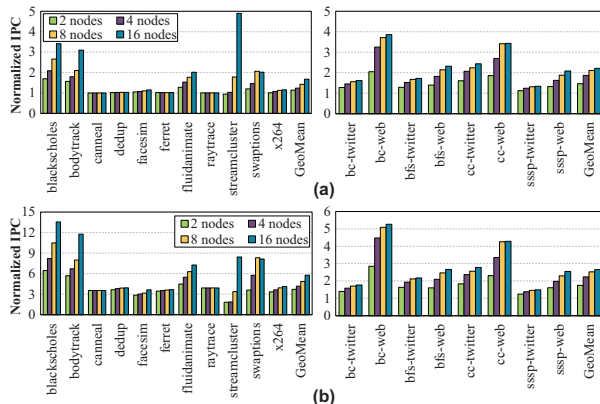 Normalized IPC
5
4
3
2
1
0
2 nodes 4 nodes
8 nodes 16 nodes
blackscholes
bodytrack
canneal
dedup
facesim
ferret
fluidanimate
raytrace
streamcluster
swaptions
x264
GeoMean
5
4
3
2
1
0
bc-twitter
bc-web
bfs-twitter
bfs-web
cc-twitter
cc-web
sssp-twitter
sssp-web
GeoMean
(a)
Normalized IPC
15
12
9
6
3
0
2 nodes 4 nodes
8 nodes 16 nodes
blackscholes
bodytrack
canneal
dedup
facesim
ferret
fluidanimate
raytrace
streamcluster
swaptions
x264
GeoMean
6
5
4
3
2
1
0
bc-twitter
bc-web
bfs-twitter
bfs-web
cc-twitter
cc-web
sssp-twitter
sssp-web
GeoMean
(b)